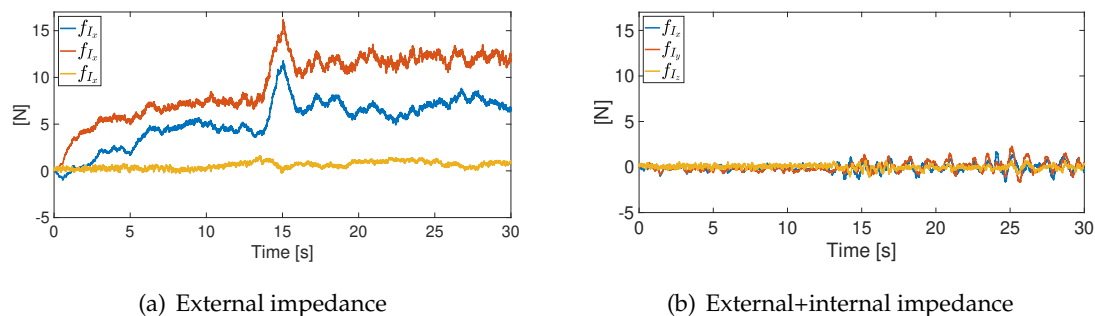 15
10
5
0
-5
[N]
f_{I_x}
f_{I_x}
f_{I_x}
0 5 10 15 20 25 30
Time [s]
(a) External impedance
15
10
5
0
-5
[N]
f_{I_x}
f_{I_y}
f_{I_z}
0 5 10 15 20 25 30
Time [s]
(b) External+internal impedance